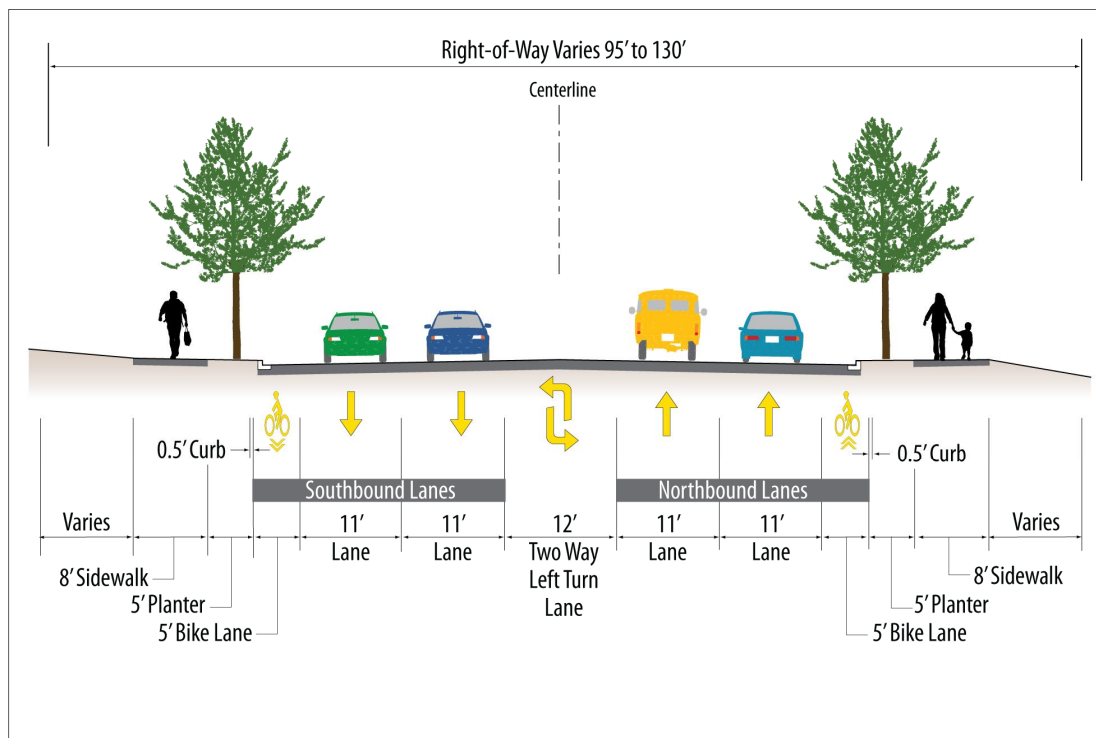 Right-of-Way Varies 95’ to 130’
Centerline
0.5’ Curb
0.5’ Curb
Southbound Lanes
Northbound Lanes
Varies
11’
Lane
11’
Lane
12’
Two Way
Left Turn
Lane
11’
Lane
11’
Lane
Varies
8’ Sidewalk
5’ Planter
5’ Bike Lane
8’ Sidewalk
5’ Planter
5’ Bike Lane